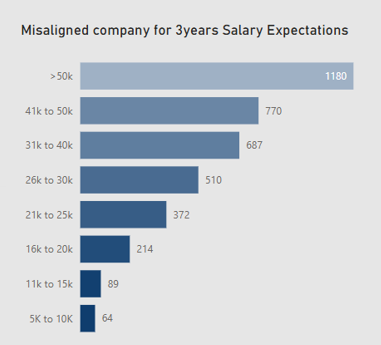 Misaligned company for 3years Salary Expectations
>50k 1180
41k to 50k 770
31k to 40k 687
26k to 30k 510
21k to 25k 372
16k to 20k 214
11k to 15k 89
5K to 10K 64